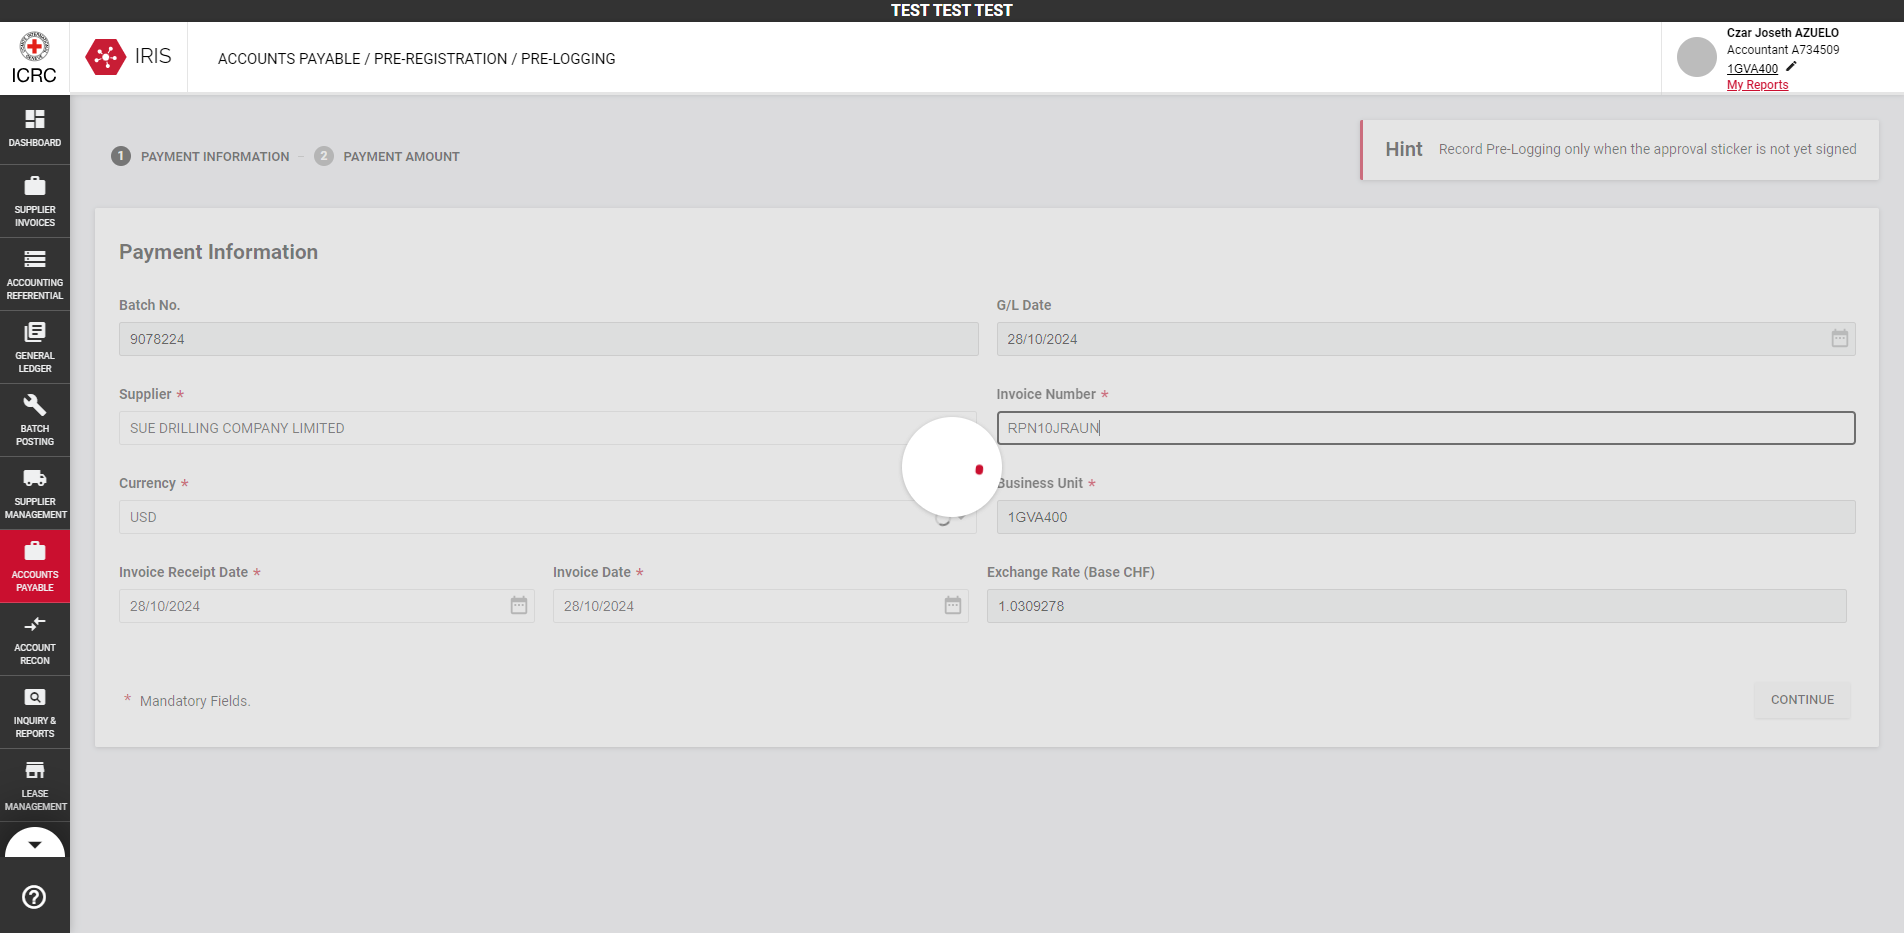 TEST TEST TEST
ICRC
IRIS
ACCOUNTS PAYABLE / PRE-REGISTRATION / PRE-LOGGING
Czar Joseth AZUELO
Accountant A734509
1GVA400
My Reports
DASHBOARD
SUPPLIER
INVOICES
ACCOUNTING
REFERENTIAL
GENERAL
LEDGER
BATCH
POSTING
SUPPLIER
MANAGEMENT
ACCOUNTS
PAYABLE
ACCOUNT
RECON
INQUIRY &
REPORTS
LEASE
MANAGEMENT
1 PAYMENT INFORMATION
2 PAYMENT AMOUNT
Hint Record Pre-Logging only when the approval sticker is not yet signed
Payment Information
Batch No.
9078224
G/L Date
28/10/2024
Supplier *
SUE DRILLING COMPANY LIMITED
Invoice Number *
RPN10JRAUN
Currency *
USD
Business Unit *
1GVA400
Invoice Receipt Date *
28/10/2024
Invoice Date *
28/10/2024
Exchange Rate (Base CHF)
1.0309278
* Mandatory Fields.
CONTINUE